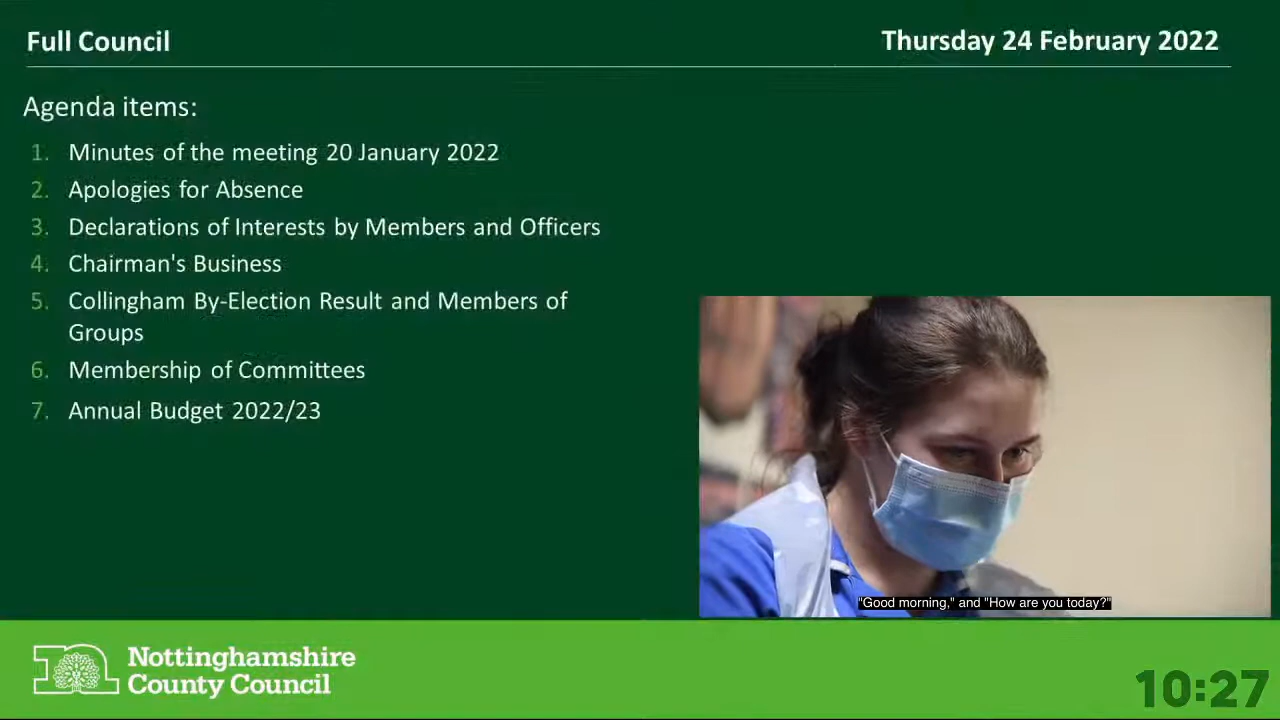 Full Council
Thursday 24 February 2022
Agenda items:
1. Minutes of the meeting 20 January 2022
2. Apologies for Absence
3. Declarations of Interests by Members and Officers
4. Chairman's Business
5. Collingham By-Election Result and Members of
Groups
6. Membership of Committees
7. Annual Budget 2022/23
"Good morning," and "How are you today?"
Nottinghamshire
County Council
10:27